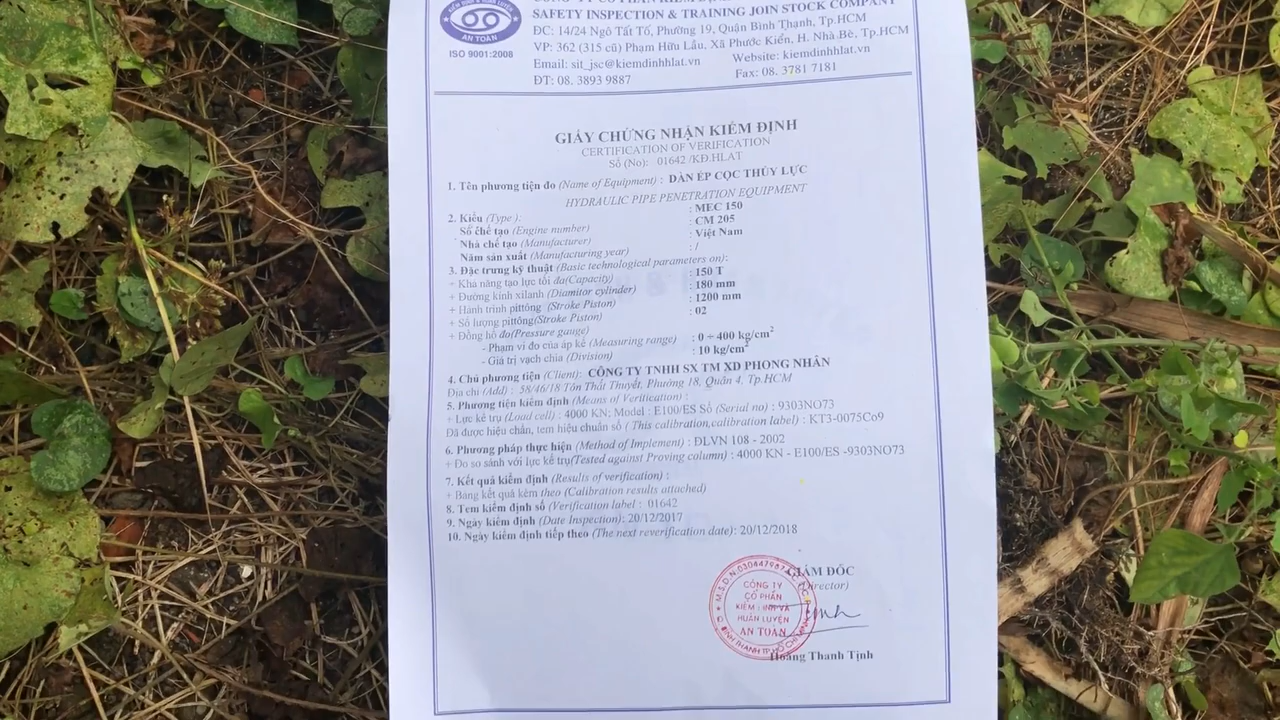 KIỂM ĐỊNH & HUẤN LUYỆN
AN TOÀN
ISO 9001:2008
SAFETY INSPECTION & TRAINING JOIN STOCK COMPANY
ĐC: 14/24 Ngô Tất Tố, Phường 19, Quận Bình Thạnh, Tp.HCM
VP: 362 (315 cũ) Phạm Hữu Lầu, Xã Phước Kiển, H. Nhà Bè, Tp.HCM
Email: sit_jsc@kiemdinhhlat.vn Website: kiemdinhhlat.vn
ĐT: 08. 3893 9887 Fax: 08. 3781 7181
GIẤY CHỨNG NHẬN KIỂM ĐỊNH
CERTIFICATION OF VERIFICATION
Số (No): 01642 /KĐ.HLAT
1. Tên phương tiện đo (Name of Equipment) : DÀN ÉP CỌC THỦY LỰC
HYDRAULIC PIPE PENETRATION EQUIPMENT
2. Kiểu (Type ): : MEC 150
Số chế tạo (Engine number) : CM 205
Nhà chế tạo (Manufacturer) : Việt Nam
Năm sản xuất (Manufacturing year) : /
3. Đặc trưng kỹ thuật (Basic technological parameters on):
+ Khả năng tạo lực tối đa(Capacity) : 150 T
+ Đường kính xilanh (Diamitor cylinder) : 180 mm
+ Hành trình pittông (Stroke Piston) : 1200 mm
+ Số lượng pittông(Stroke Piston) : 02
+ Đồng hồ đo(Pressure gauge)
- Phạm vi đo của áp kế (Measuring range) : 0 ÷ 400 kg/cm²
- Giá trị vạch chia (Division) : 10 kg/cm²
4. Chủ phương tiện (Client): CÔNG TY TNHH SX TM XD PHONG NHÂN
Địa chỉ (Add) : 58/46/18 Tôn Thất Thuyết, Phường 18, Quận 4, Tp.HCM
5. Phương tiện kiểm định (Means of Verification) :
+ Lực kế trụ (Load cell) : 4000 KN; Model : E100/ES Số (Serial no) : 9303NO73
Đã được hiệu chẩn, tem hiệu chuẩn số ( This calibration,calibration label) : KT3-0075Co9
6. Phương pháp thực hiện (Method of Implement) : ĐLVN 108 - 2002
+ Đo so sánh với lực kế trụ(Tested against Proving column) : 4000 KN - E100/ES -9303NO73
7. Kết quả kiểm định (Results of verification) :
+ Bảng kết quả kèm theo (Calibration results attached)
8. Tem kiểm định số (Verification label : 01642
9. Ngày kiểm định (Date Inspection): 20/12/2017
10. Ngày kiểm định tiếp theo (The next reverification date): 20/12/2018
GIÁM ĐỐC
(Director)
CÔNG TY
CỔ PHẦN
KIỂM ĐỊNH VÀ
HUẤN LUYỆN
AN TOÀN
Hoàng Thanh Tịnh